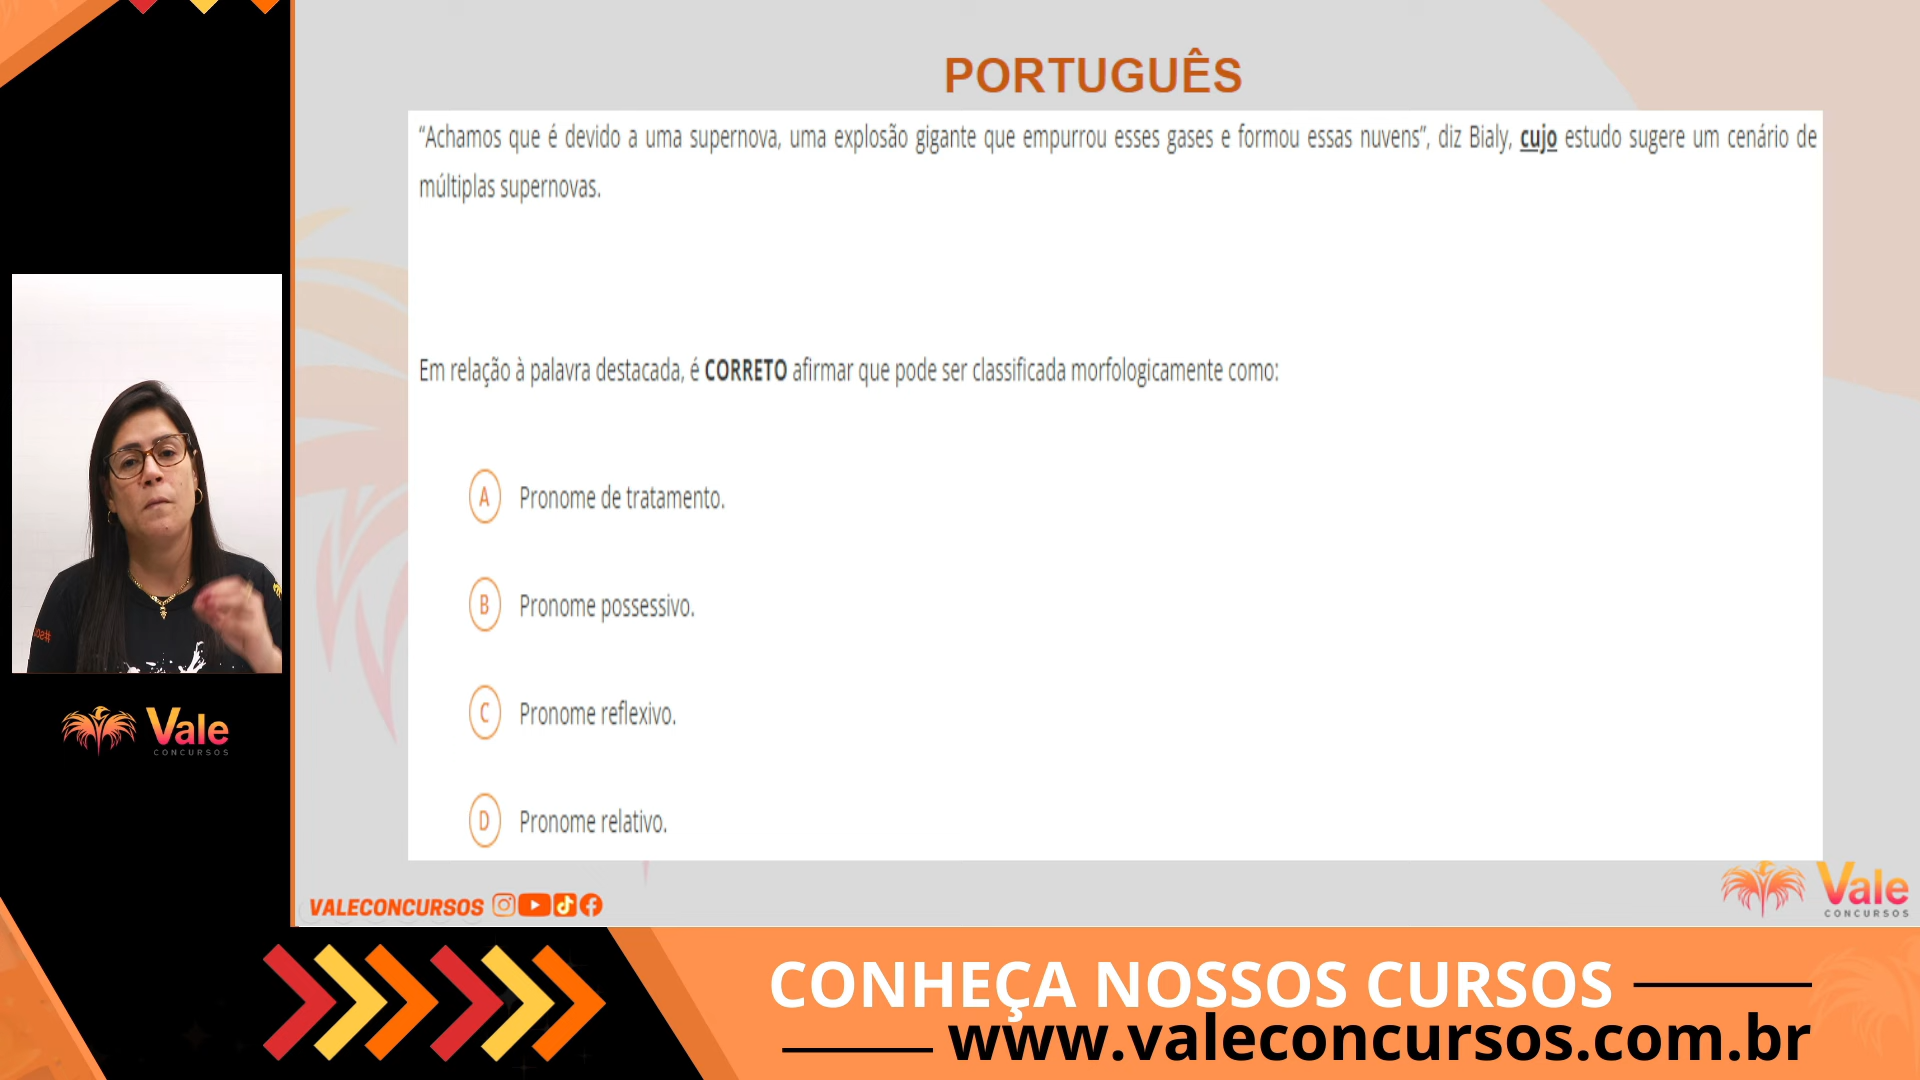 PORTUGUÊS
“Achamos que é devido a uma supernova, uma explosão gigante que empurrou esses gases e formou essas nuvens”, diz Bialy, cujo estudo sugere um cenário de
múltiplas supernovas.
Em relação à palavra destacada, é CORRETO afirmar que pode ser classificada morfologicamente como:
A Pronome de tratamento.
B Pronome possessivo.
C Pronome reflexivo.
D Pronome relativo.
Vale
CONCURSOS
VALECONCURSOS
Vale
CONCURSOS
CONHEÇA NOSSOS CURSOS
www.valeconcursos.com.br